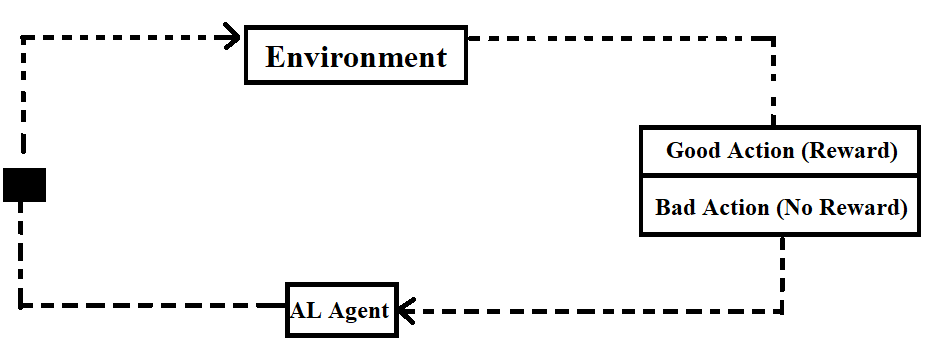 Environment
Good Action (Reward)
Bad Action (No Reward)
AL Agent